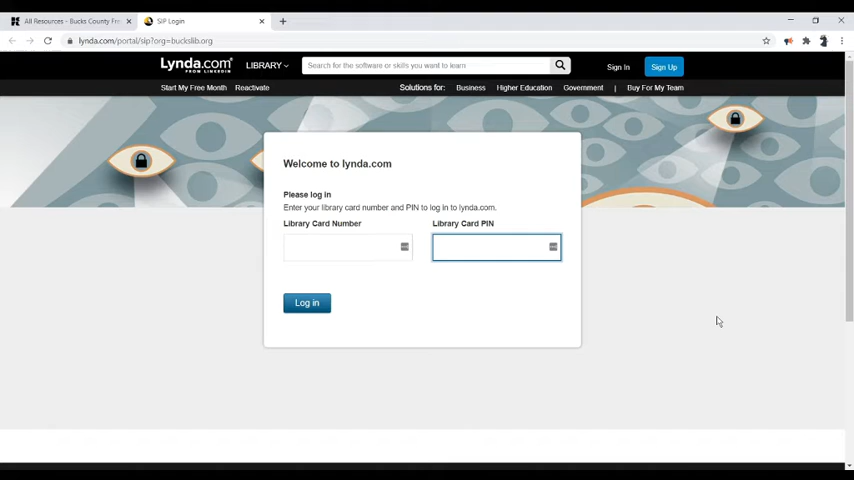 All Resources - Bucks County Fre
SIP Login
lynda.com/portal/sip?org=buckslib.org
Lynda.com
FROM LINKEDIN
LIBRARY
Search for the software or skills you want to learn
Sign In
Sign Up
Start My Free Month
Reactivate
Solutions for:
Business
Higher Education
Government
|
Buy For My Team
Welcome to lynda.com
Please log in
Enter your library card number and PIN to log in to lynda.com.
Library Card Number
Library Card PIN
Log in